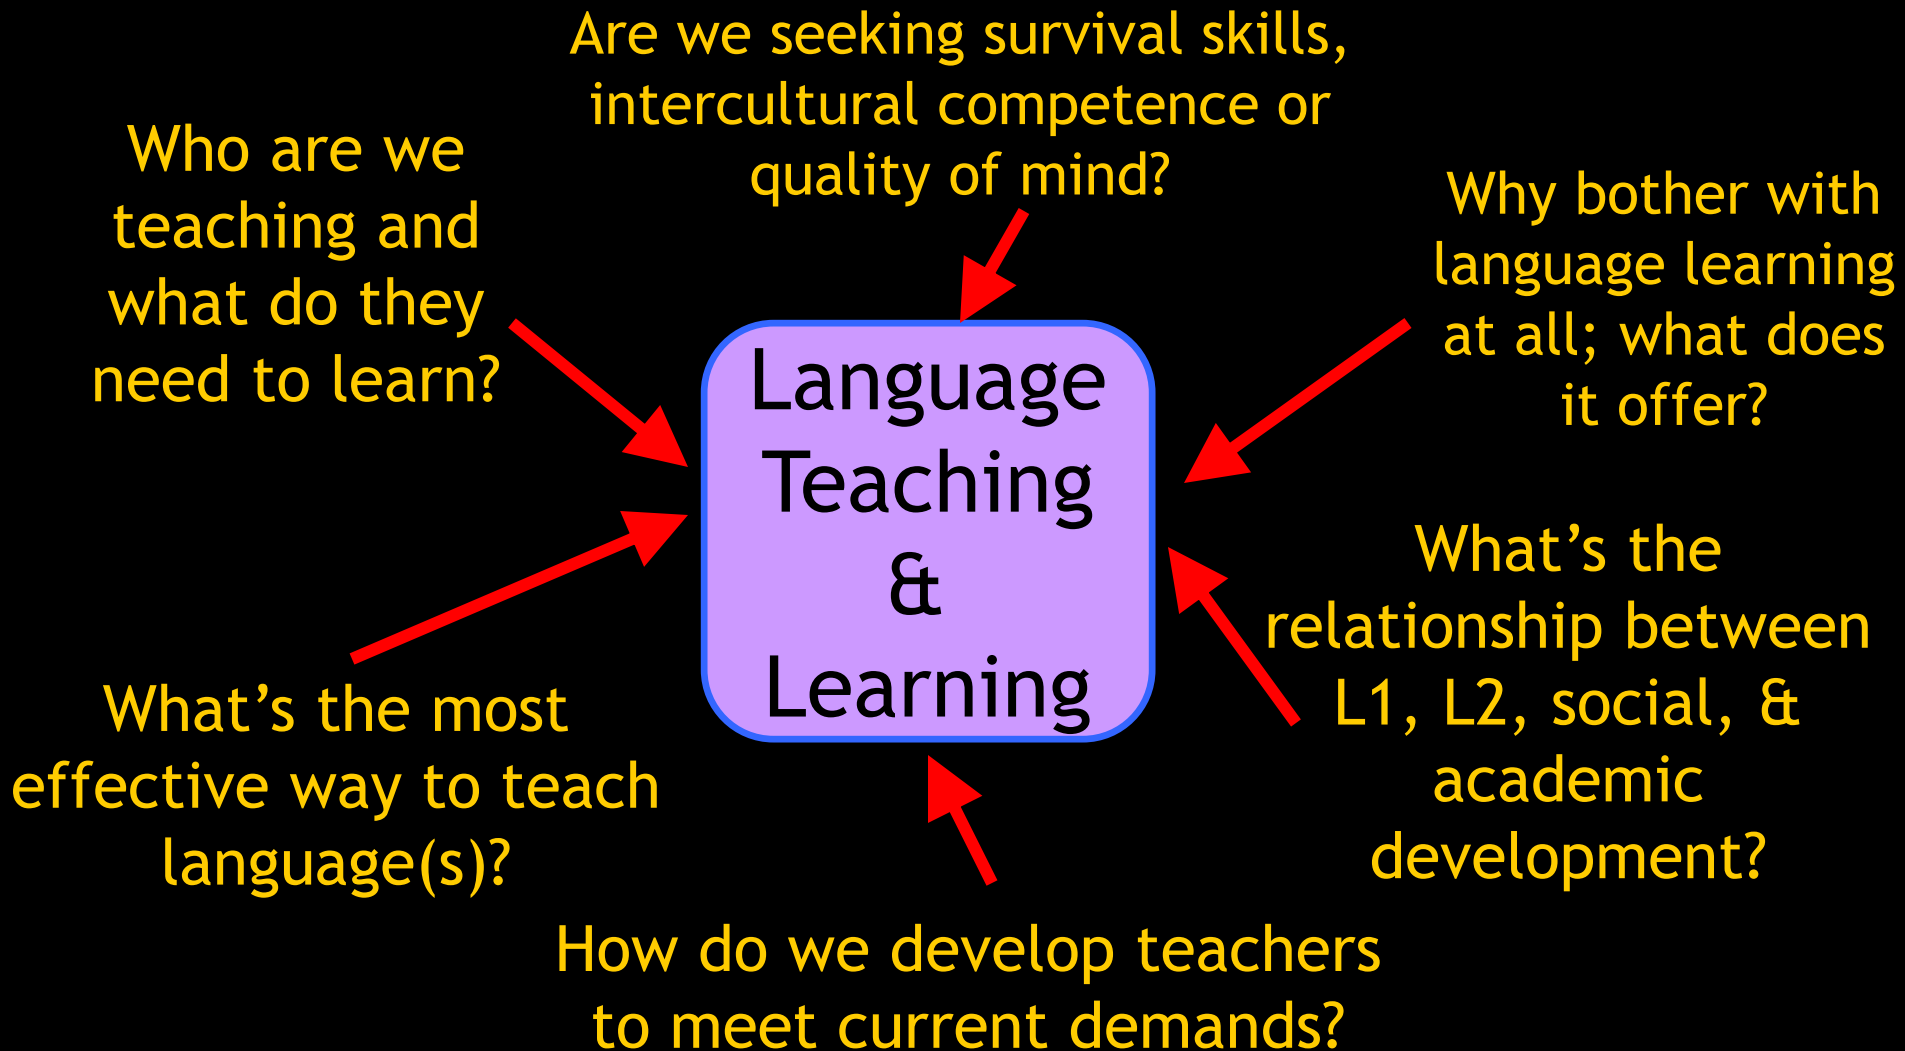 Are we seeking survival skills,
intercultural competence or
quality of mind?
Who are we
teaching and
what do they
need to learn?
Why bother with
language learning
at all; what does
it offer?
Language
Teaching
&
Learning
What’s the
relationship between
L1, L2, social, &
academic
development?
What’s the most
effective way to teach
language(s)?
How do we develop teachers
to meet current demands?